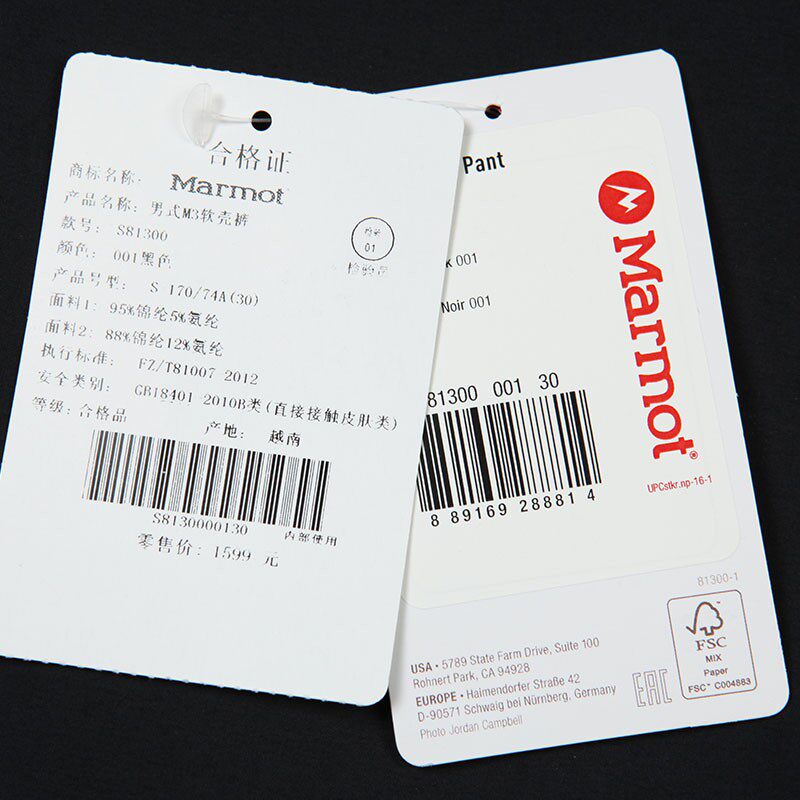 合格证
商标名称: Marmot
产品名称: 男式M3软壳裤
款号: S81300
颜色: 001黑色
产品号型: S 170/74A(30)
面料1: 95%锦纶5%氨纶
面料2: 88%锦纶12%氨纶
执行标准: FZ/T81007 2012
安全类别: GB18401 2010B类(直接接触皮肤类)
等级: 合格品
产地: 越南
01
检验员
S8130000130
内部使用
零售价: 1599 元
Pant
k 001
Noir 001
81300 001 30
8 89169 28881 4
Marmot
UPCstkr.np-16-1
81300-1
USA • 5789 State Farm Drive, Suite 100
Rohnert Park, CA 94928
EUROPE • Haimendorfer Straße 42
D-90571 Schwaig bei Nürnberg, Germany
Photo Jordan Campbell
EAC
FSC
MIX
Paper
FSC™ C004883